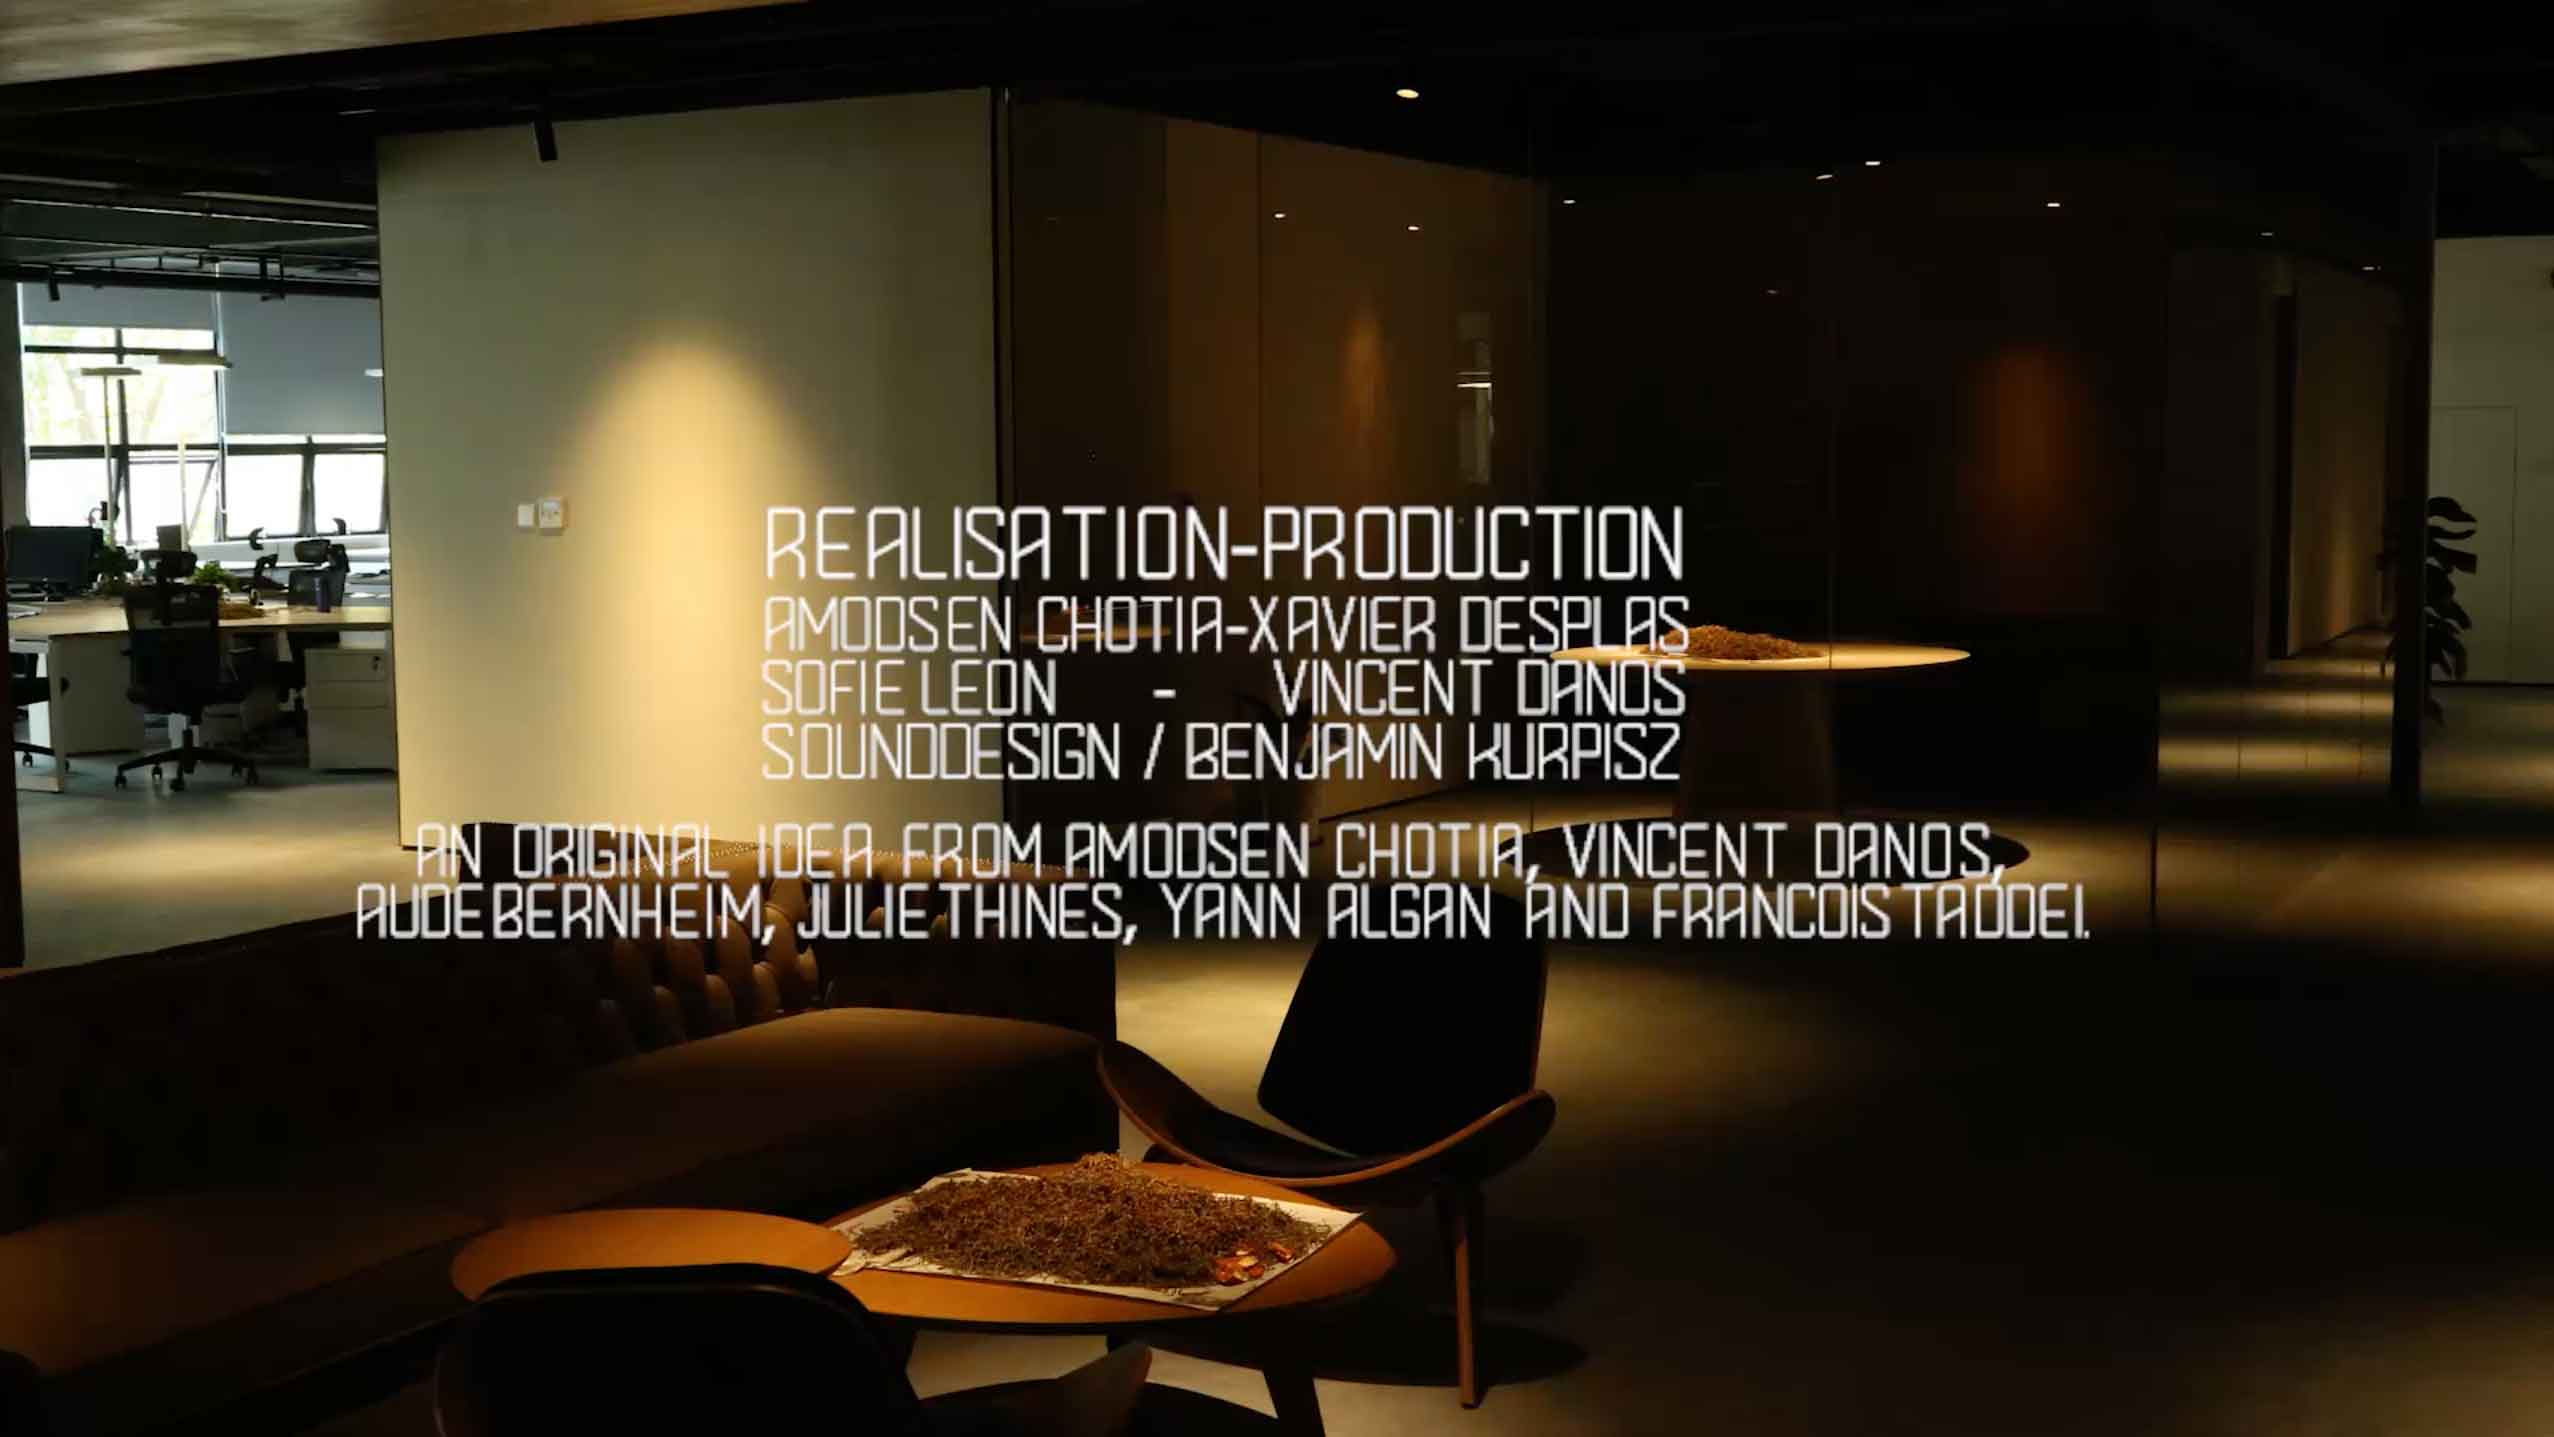 REALISATION-PRODUCTION
AMODSEN CHOTIA-XAVIER DESPLAS
SOFIE LEON - VINCENT DANOS
SOUNDDESIGN / BENJAMIN KURPISZ
AN ORIGINAL IDEA FROM AMODSEN CHOTIA, VINCENT DANOS,
AUDE BERNHEIM, JULIE THINES, YANN ALGAN AND FRANCOIS TADDEI.